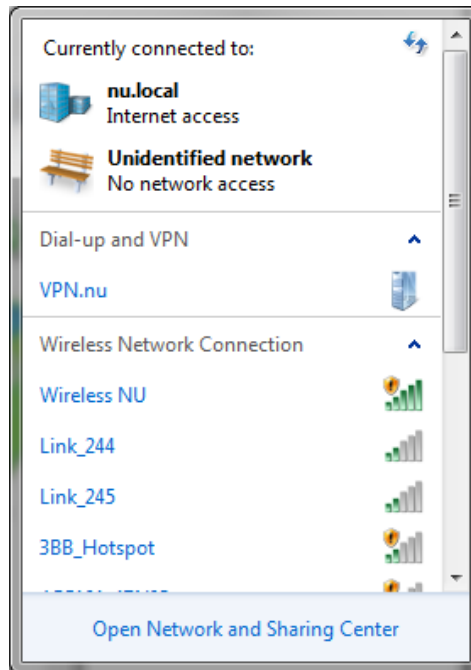 Currently connected to:
nu.local
Internet access
Unidentified network
No network access
Dial-up and VPN
VPN.nu
Wireless Network Connection
Wireless NU
Link_244
Link_245
3BB_Hotspot
Open Network and Sharing Center